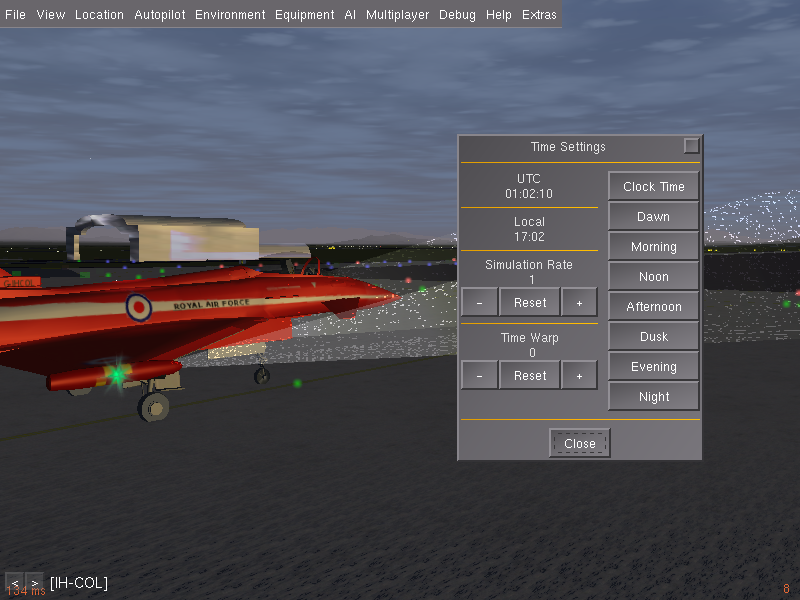 File View Location Autopilot Environment Equipment AI Multiplayer Debug Help Extras
Time Settings
UTC
01:02:10
Local
17:02
Simulation Rate
1
- Reset +
Time Warp
0
- Reset +
Clock Time
Dawn
Morning
Noon
Afternoon
Dusk
Evening
Night
Close
ROYAL AIR FORCE
< > [IH-COL]
134 ms
8